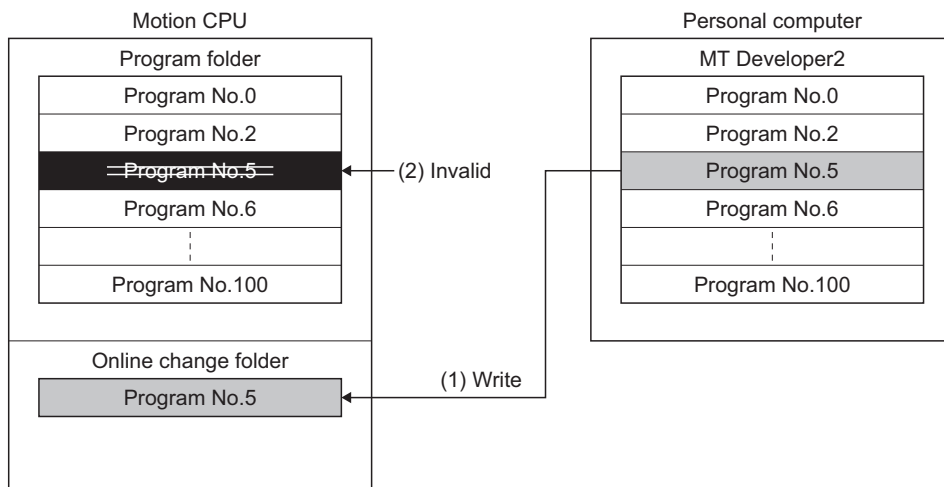 Motion CPU
Program folder
Program No.0
Program No.2
Program No.5
Program No.6
Program No.100
Online change folder
Program No.5
(2) Invalid
(1) Write
Personal computer
MT Developer2
Program No.0
Program No.2
Program No.5
Program No.6
Program No.100